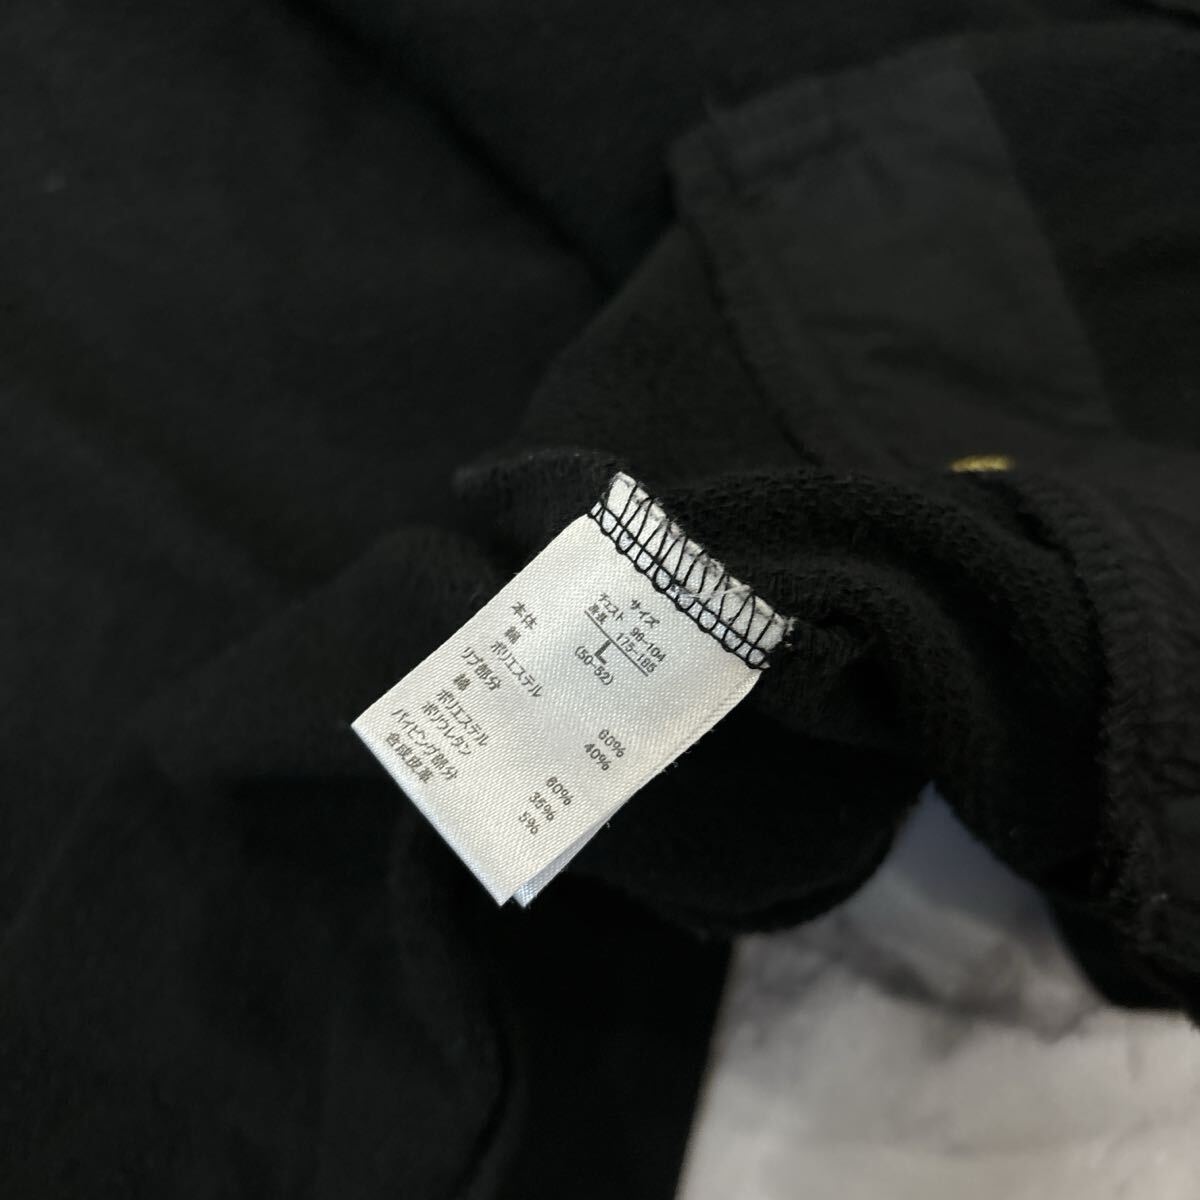 サイズ
チェスト 96-104
身長 175-185
L
(50-52)
本体
綿 60%
ポリエステル 40%
リブ部分
綿 60%
ポリエステル 35%
ポリウレタン 5%
パイピング部分
合成皮革